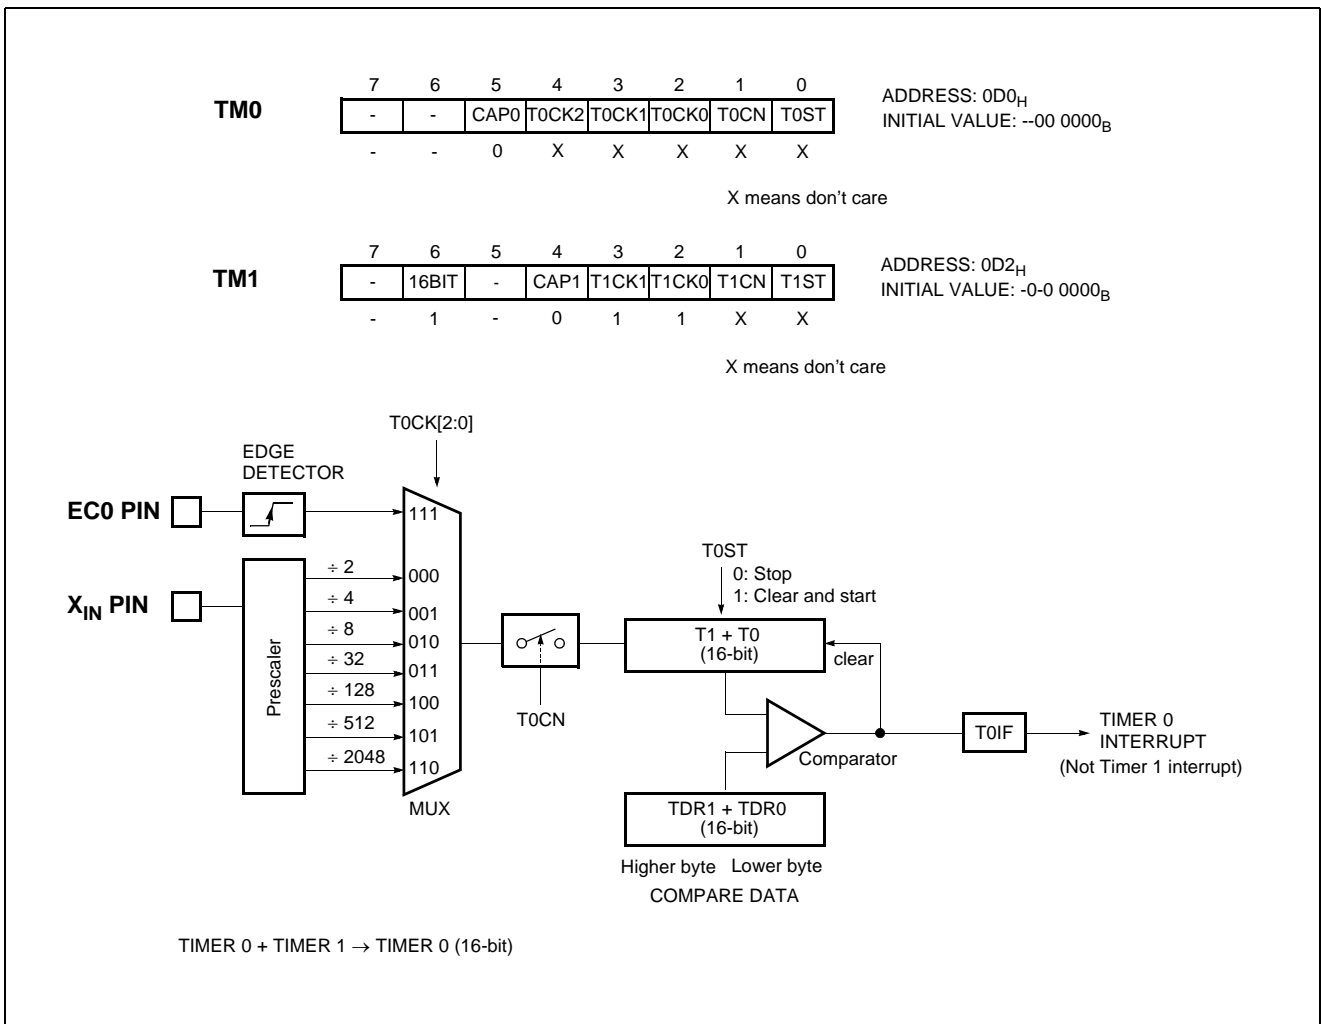 7 6 5 4 3 2 1 0
TM0
- - CAP0 T0CK2 T0CK1 T0CK0 T0CN T0ST
- - 0 X X X X X
ADDRESS: 0D0H
INITIAL VALUE: --00 0000B
X means don't care
7 6 5 4 3 2 1 0
TM1
- 16BIT - CAP1 T1CK1 T1CK0 T1CN T1ST
- 1 - 0 1 1 X X
ADDRESS: 0D2H
INITIAL VALUE: -0-0 0000B
X means don't care
T0CK[2:0]
EDGE
DETECTOR
EC0 PIN
111
XIN PIN
Prescaler
÷ 2
000
÷ 4
001
÷ 8
010
÷ 32
011
÷ 128
100
÷ 512
101
÷ 2048
110
MUX
T0CN
T0ST
0: Stop
1: Clear and start
T1 + T0
(16-bit)
clear
Comparator
T0IF
TIMER 0
INTERRUPT
(Not Timer 1 interrupt)
TDR1 + TDR0
(16-bit)
Higher byte Lower byte
COMPARE DATA
TIMER 0 + TIMER 1 → TIMER 0 (16-bit)